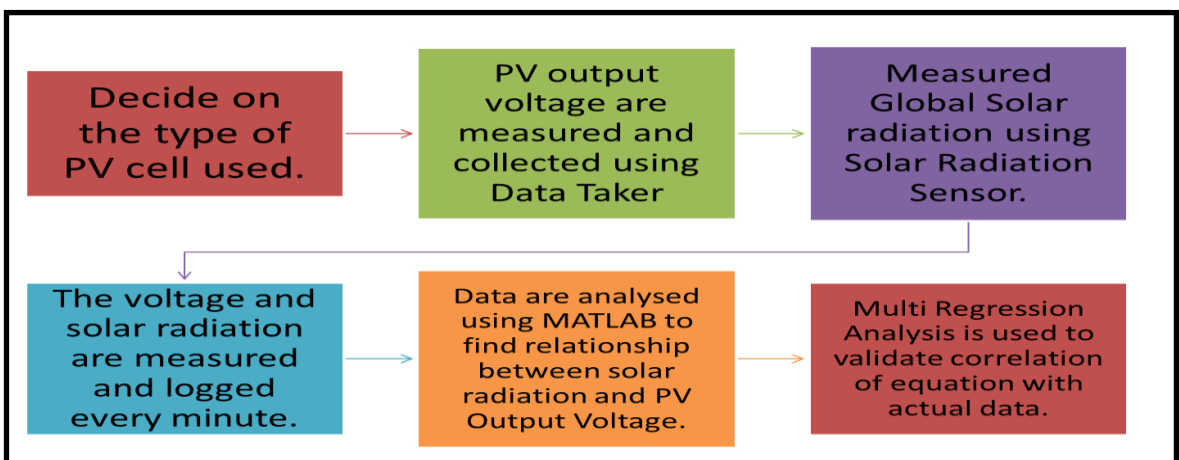 Decide on
the type of
PV cell used.
PV output
voltage are
measured and
collected using
Data Taker
Measured
Global Solar
radiation using
Solar Radiation
Sensor.
The voltage and
solar radiation
are measured
and logged
every minute.
Data are analysed
using MATLAB to
find relationship
between solar
radiation and PV
Output Voltage.
Multi Regression
Analysis is used to
validate correlation
of equation with
actual data.